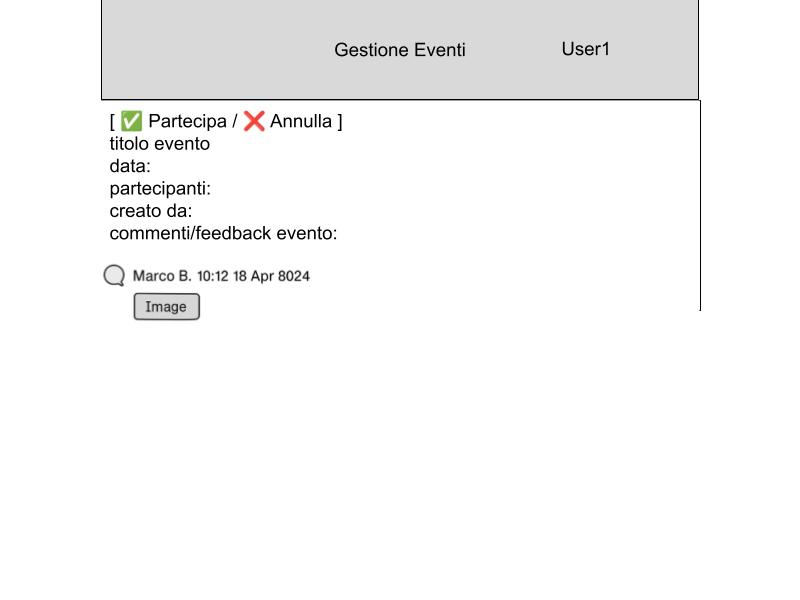 Gestione Eventi User1
[ ✅ Partecipa / ❌ Annulla ]
titolo evento
data:
partecipanti:
creato da:
commenti/feedback evento:
Marco B. 10:12 18 Apr 8024
Image